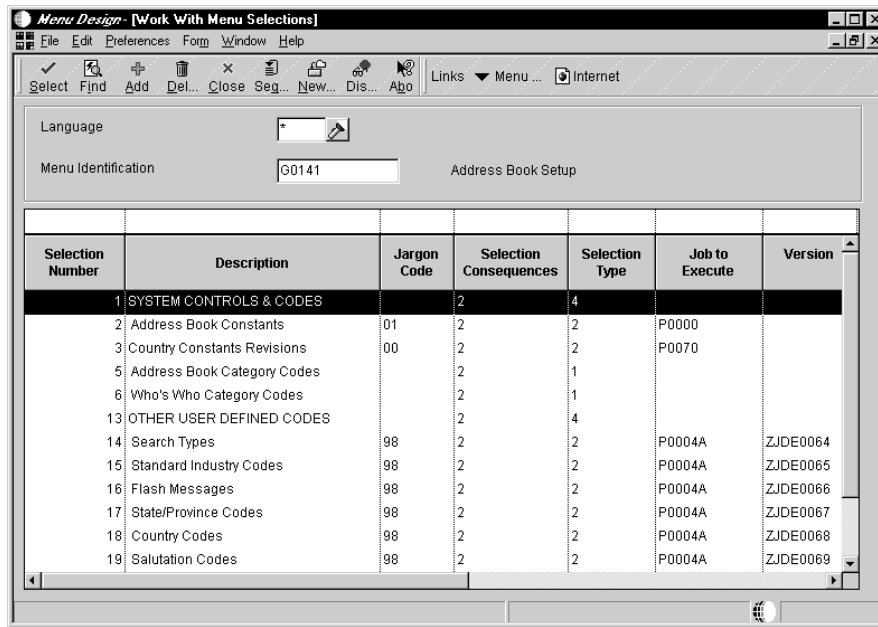 Menu Design - [Work With Menu Selections]
File Edit Preferences Form Window Help
Select Find Add Del... Close Seq... New... Dis... Abo Links Menu ... Internet
Language *
Menu Identification G0141 Address Book Setup
Selection Number Description Jargon Code Selection Consequences Selection Type Job to Execute Version
1 SYSTEM CONTROLS & CODES 2 4
2 Address Book Constants 01 2 2 P0000
3 Country Constants Revisions 00 2 2 P0070
5 Address Book Category Codes 2 1
6 Who's Who Category Codes 2 1
13 OTHER USER DEFINED CODES 2 4
14 Search Types 98 2 2 P0004A ZJDE0064
15 Standard Industry Codes 98 2 2 P0004A ZJDE0065
16 Flash Messages 98 2 2 P0004A ZJDE0066
17 State/Province Codes 98 2 2 P0004A ZJDE0067
18 Country Codes 98 2 2 P0004A ZJDE0068
19 Salutation Codes 98 2 2 P0004A ZJDE0069